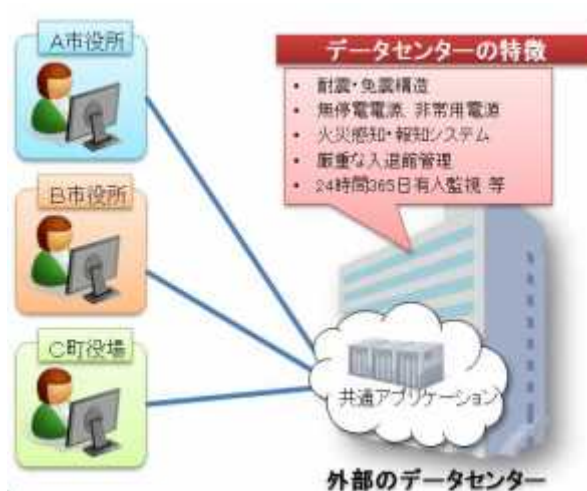 A市役所
B市役所
C町役場
データセンターの特徴
・ 耐震・免震構造
・ 無停電電源、非常用電源
・ 火災感知・報知システム
・ 厳重な入退館管理
・ 24時間365日有人監視 等
共通アプリケーション
外部のデータセンター